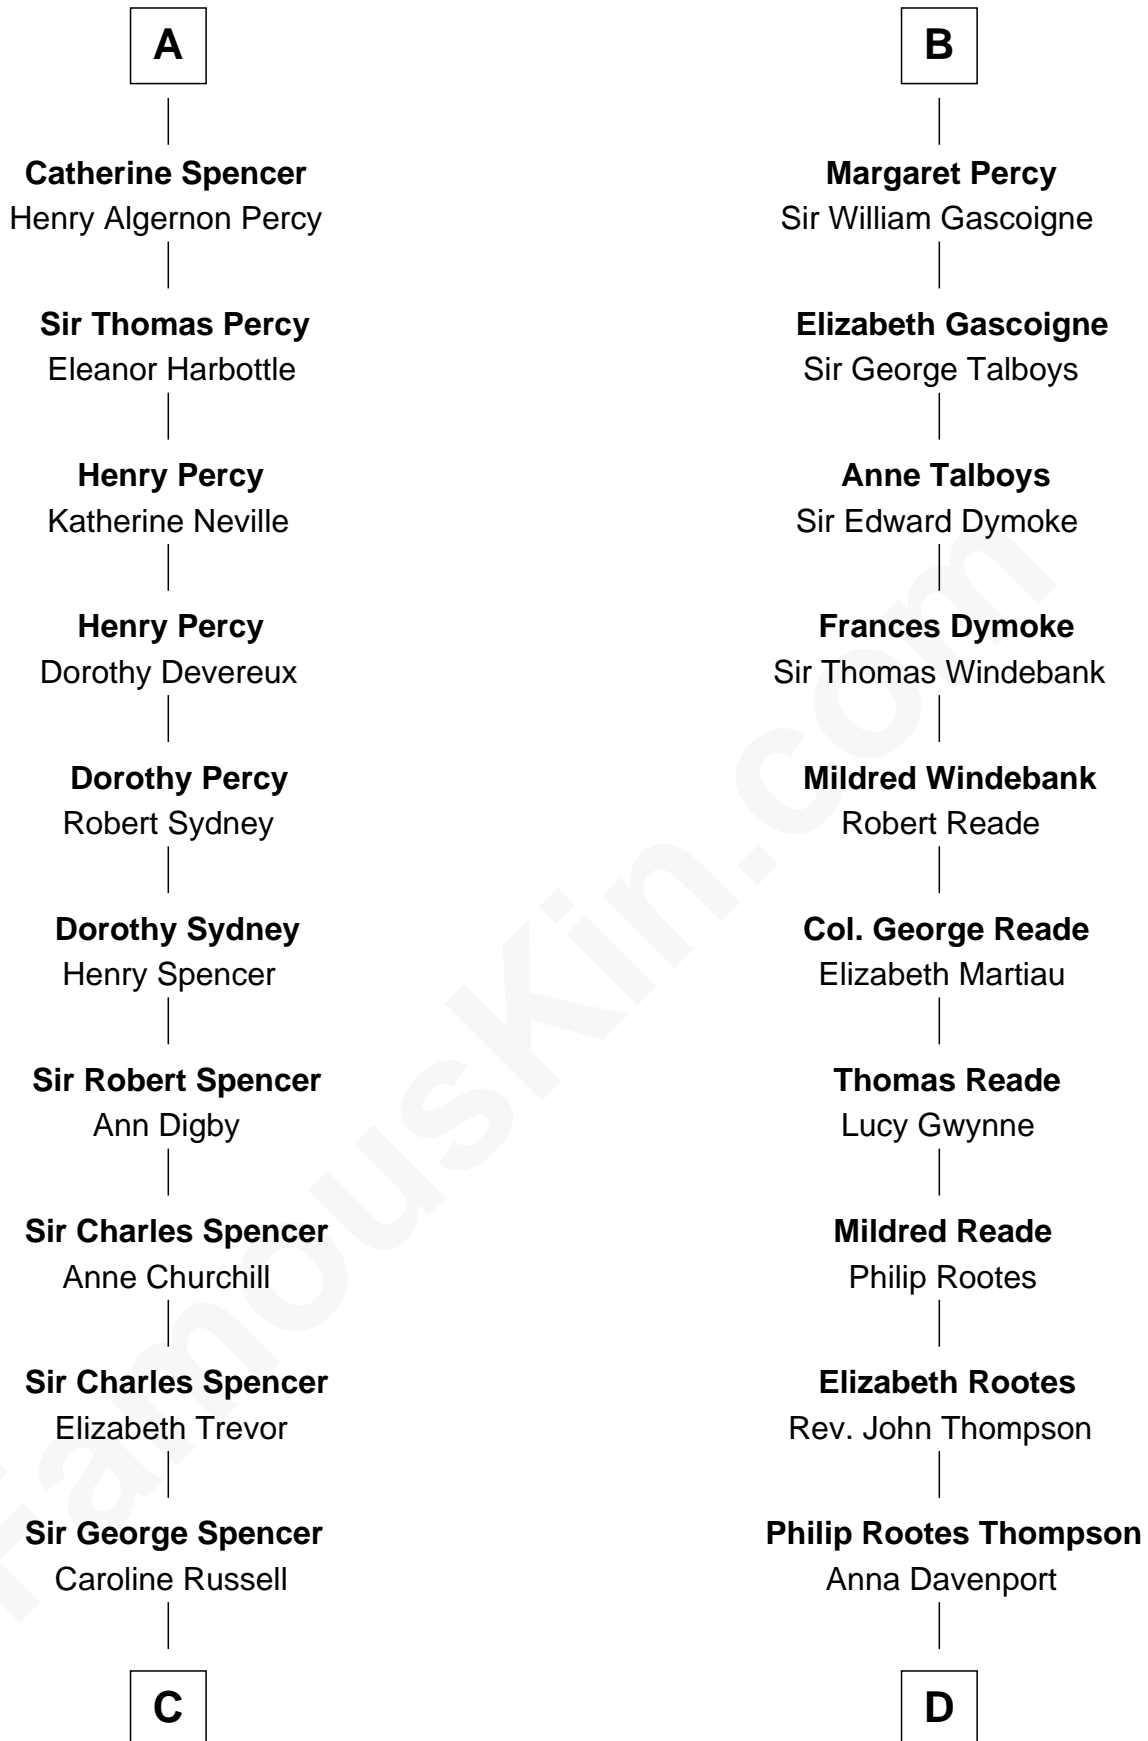 A
Catherine Spencer
Henry Algernon Percy
Sir Thomas Percy
Eleanor Harbottle
Henry Percy
Katherine Neville
Henry Percy
Dorothy Devereux
Dorothy Percy
Robert Sydney
Dorothy Sydney
Henry Spencer
Sir Robert Spencer
Ann Digby
Sir Charles Spencer
Anne Churchill
Sir Charles Spencer
Elizabeth Trevor
Sir George Spencer
Caroline Russell
C
B
Margaret Percy
Sir William Gascoigne
Elizabeth Gascoigne
Sir George Talboys
Anne Talboys
Sir Edward Dymoke
Frances Dymoke
Sir Thomas Windebank
Mildred Windebank
Robert Reade
Col. George Reade
Elizabeth Martiau
Thomas Reade
Lucy Gwynne
Mildred Reade
Philip Rootes
Elizabeth Rootes
Rev. John Thompson
Philip Rootes Thompson
Anna Davenport
D
FamousKin.com